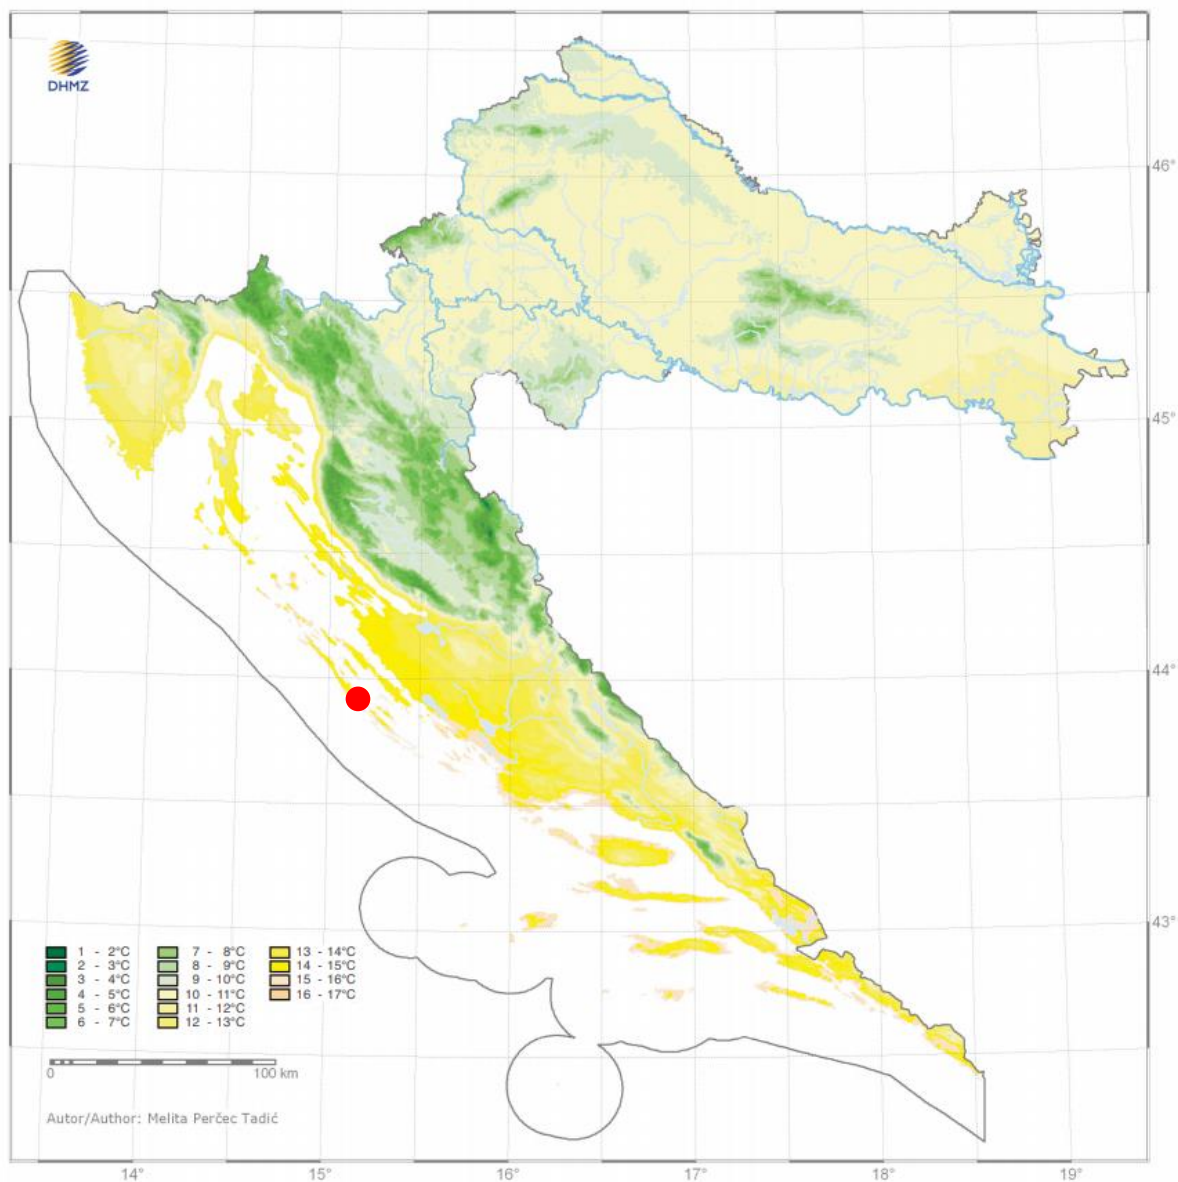 DHMZ
46°
45°
44°
43°
1 - 2°C
2 - 3°C
3 - 4°C
4 - 5°C
5 - 6°C
6 - 7°C
7 - 8°C
8 - 9°C
9 - 10°C
10 - 11°C
11 - 12°C
12 - 13°C
13 - 14°C
14 - 15°C
15 - 16°C
16 - 17°C
0 100 km
Autor/Author: Melita Perčec Tadić
14° 15° 16° 17° 18° 19°